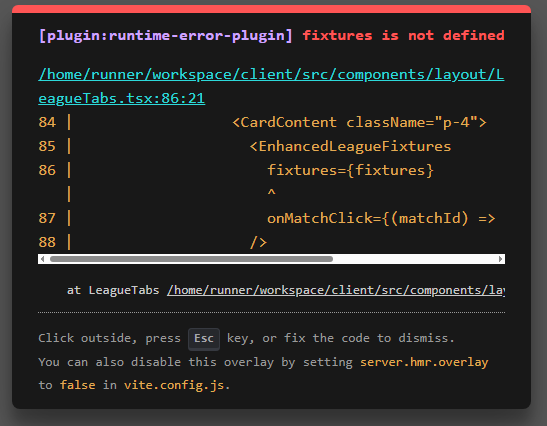 [plugin:runtime-error-plugin] fixtures is not defined
/home/runner/workspace/client/src/components/layout/L
eagueTabs.tsx:86:21
84 | <CardContent className="p-4">
85 | <EnhancedLeagueFixtures
86 | fixtures={fixtures}
| ^
87 | onMatchClick={(matchId) =>
88 | />
at LeagueTabs /home/runner/workspace/client/src/components/lay
Click outside, press Esc key, or fix the code to dismiss.
You can also disable this overlay by setting server.hmr.overlay
to false in vite.config.js.